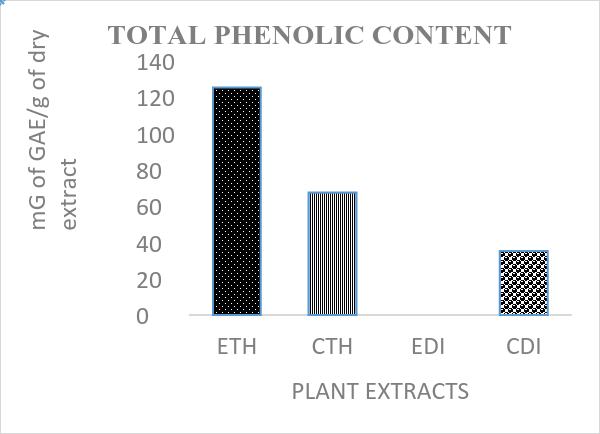 TOTAL PHENOLIC CONTENT
mG of GAE/g of dry
extract
140
120
100
80
60
40
20
0
ETH CTH EDI CDI
PLANT EXTRACTS